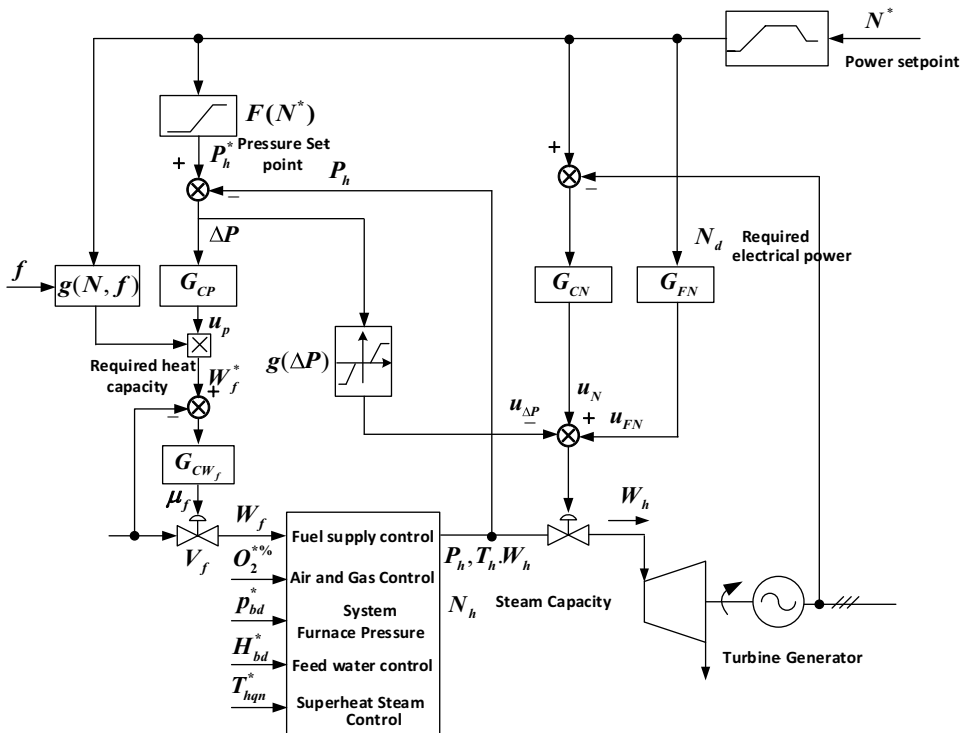 N*
Power setpoint
F(N*)
P_h^*
Pressure Set
point
+
−
P_h
+
−
ΔP
N_d
Required
electrical power
f
g(N, f)
G_CP
G_CN
G_FN
u_p
×
Required heat
capacity
W_f^*
+
−
g(ΔP)
u_ΔP
−
u_N
+
u_FN
G_CW_f
μ_f
W_f
V_f
W_h
Fuel supply control
P_h, T_h.W_h
O_2^*%
Air and Gas Control
N_h
Steam Capacity
p_bd^*
System
Furnace Pressure
H_bd^*
Feed water control
Turbine Generator
T_hqn^*
Superheat Steam
Control